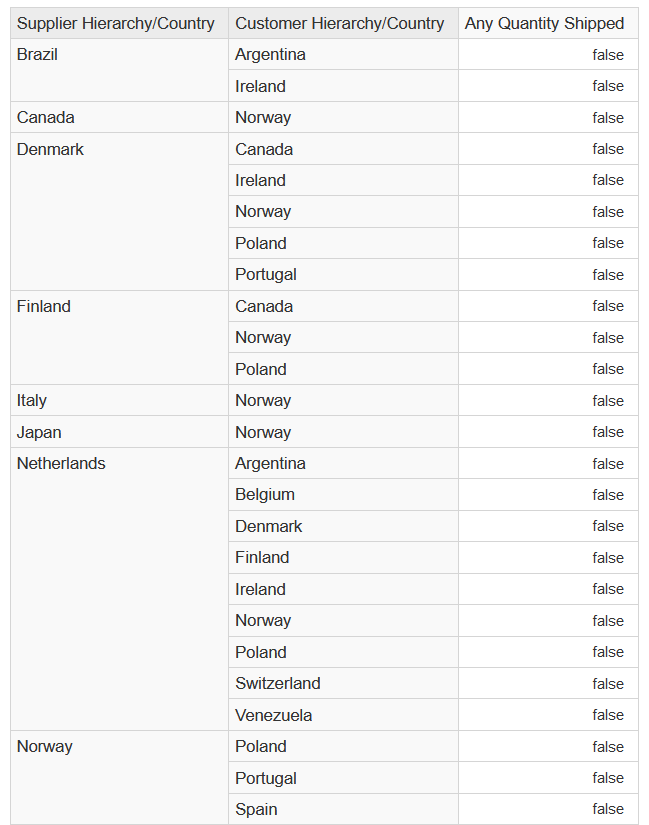 Supplier Hierarchy/Country Customer Hierarchy/Country Any Quantity Shipped
Brazil Argentina false
Ireland false
Canada Norway false
Denmark Canada false
Ireland false
Norway false
Poland false
Portugal false
Finland Canada false
Norway false
Poland false
Italy Norway false
Japan Norway false
Netherlands Argentina false
Belgium false
Denmark false
Finland false
Ireland false
Norway false
Poland false
Switzerland false
Venezuela false
Norway Poland false
Portugal false
Spain false